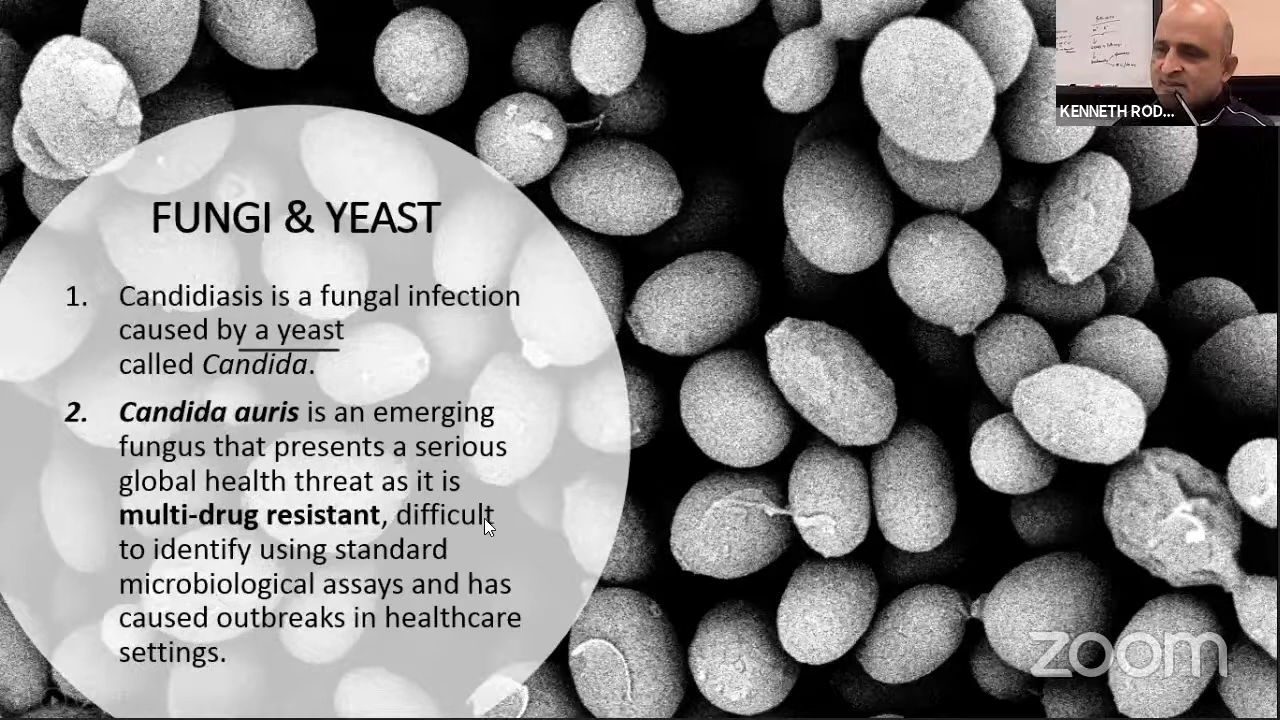 KENNETH ROD...
FUNGI & YEAST
1. Candidiasis is a fungal infection
caused by a yeast
called Candida.
2. Candida auris is an emerging
fungus that presents a serious
global health threat as it is
multi-drug resistant, difficult
to identify using standard
microbiological assays and has
caused outbreaks in healthcare
settings.
zoom